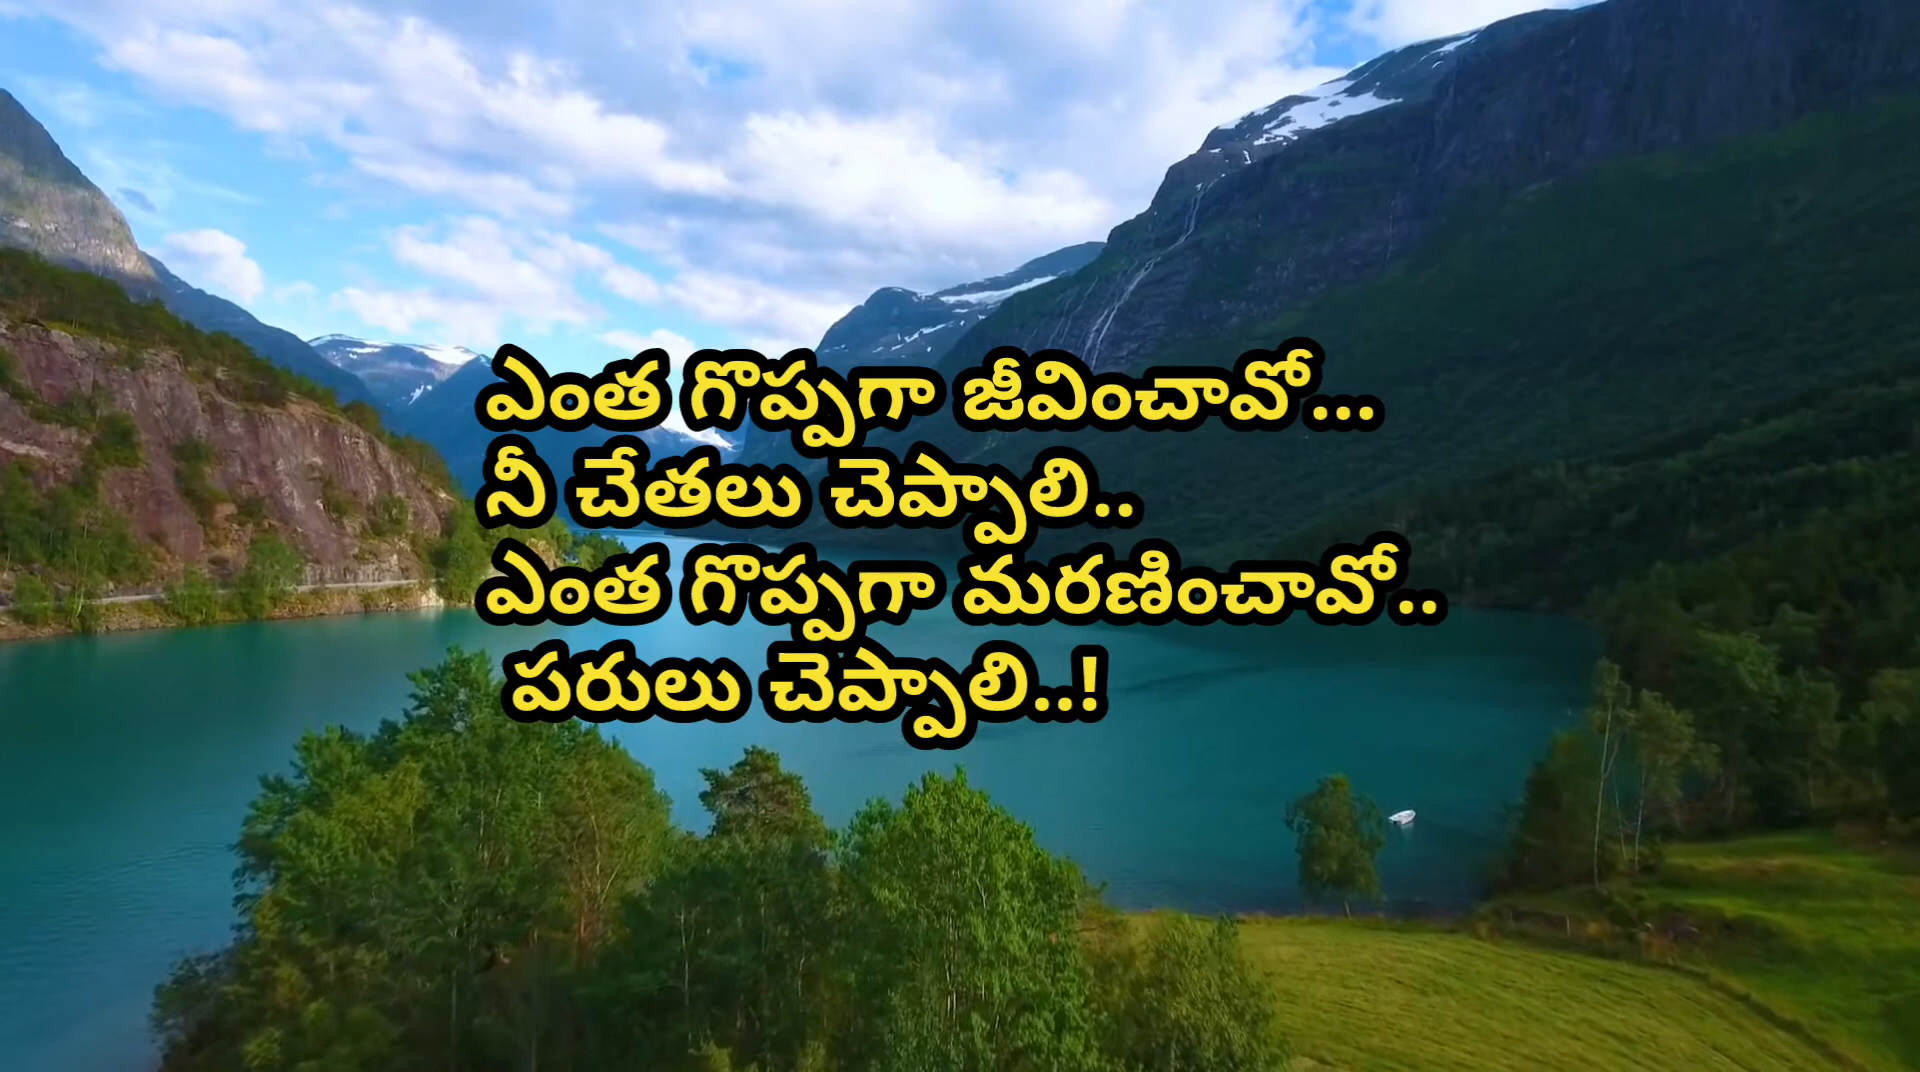 ఎంత గొప్పగా జీవించావో...
నీ చేతలు చెప్పాలి..
ఎంత గొప్పగా మరణించావో..
పరులు చెప్పాలి..!